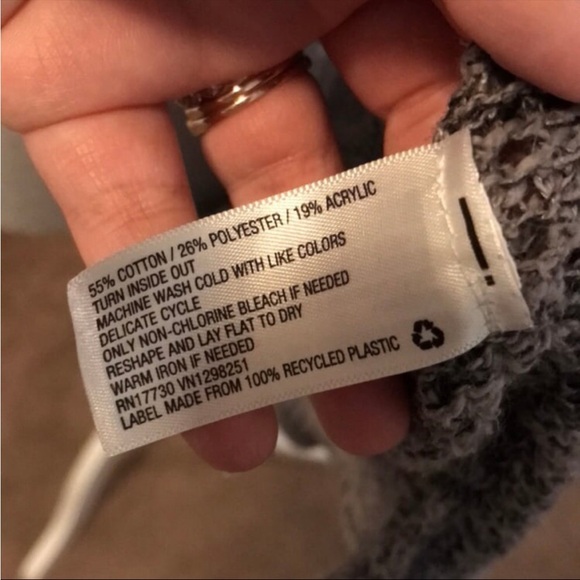 55% COTTON / 26% POLYESTER / 19% ACRYLIC
TURN INSIDE OUT
MACHINE WASH COLD WITH LIKE COLORS
DELICATE CYCLE
ONLY NON-CHLORINE BLEACH IF NEEDED
RESHAPE AND LAY FLAT TO DRY
WARM IRON IF NEEDED
RN17730 VN1298251
LABEL MADE FROM 100% RECYCLED PLASTIC